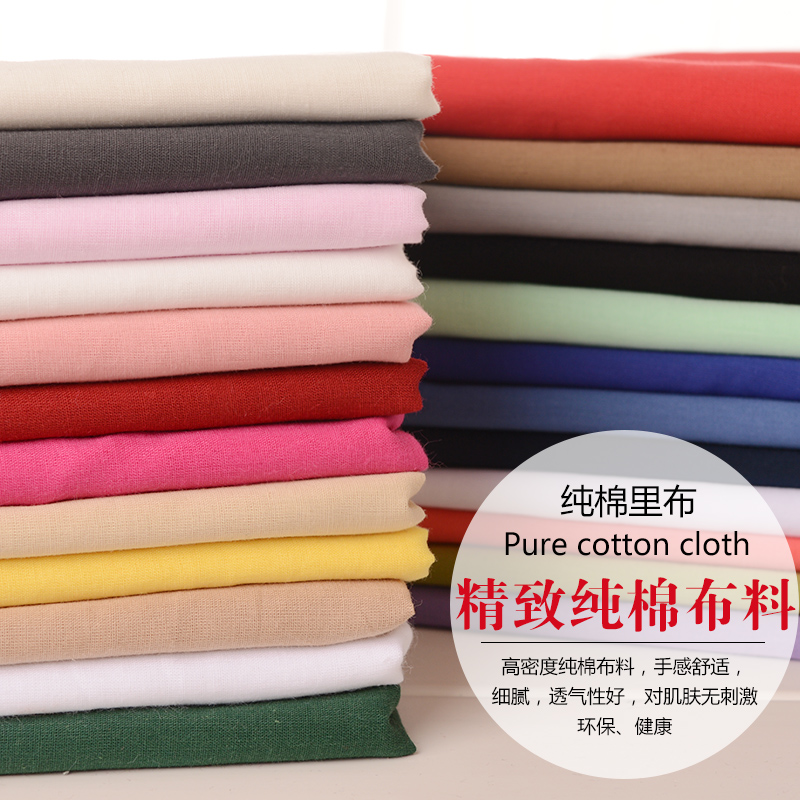 纯棉里布
Pure cotton cloth
精致纯棉布料
高密度纯棉布料，手感舒适，
细腻，透气性好，对肌肤无刺激
环保、健康